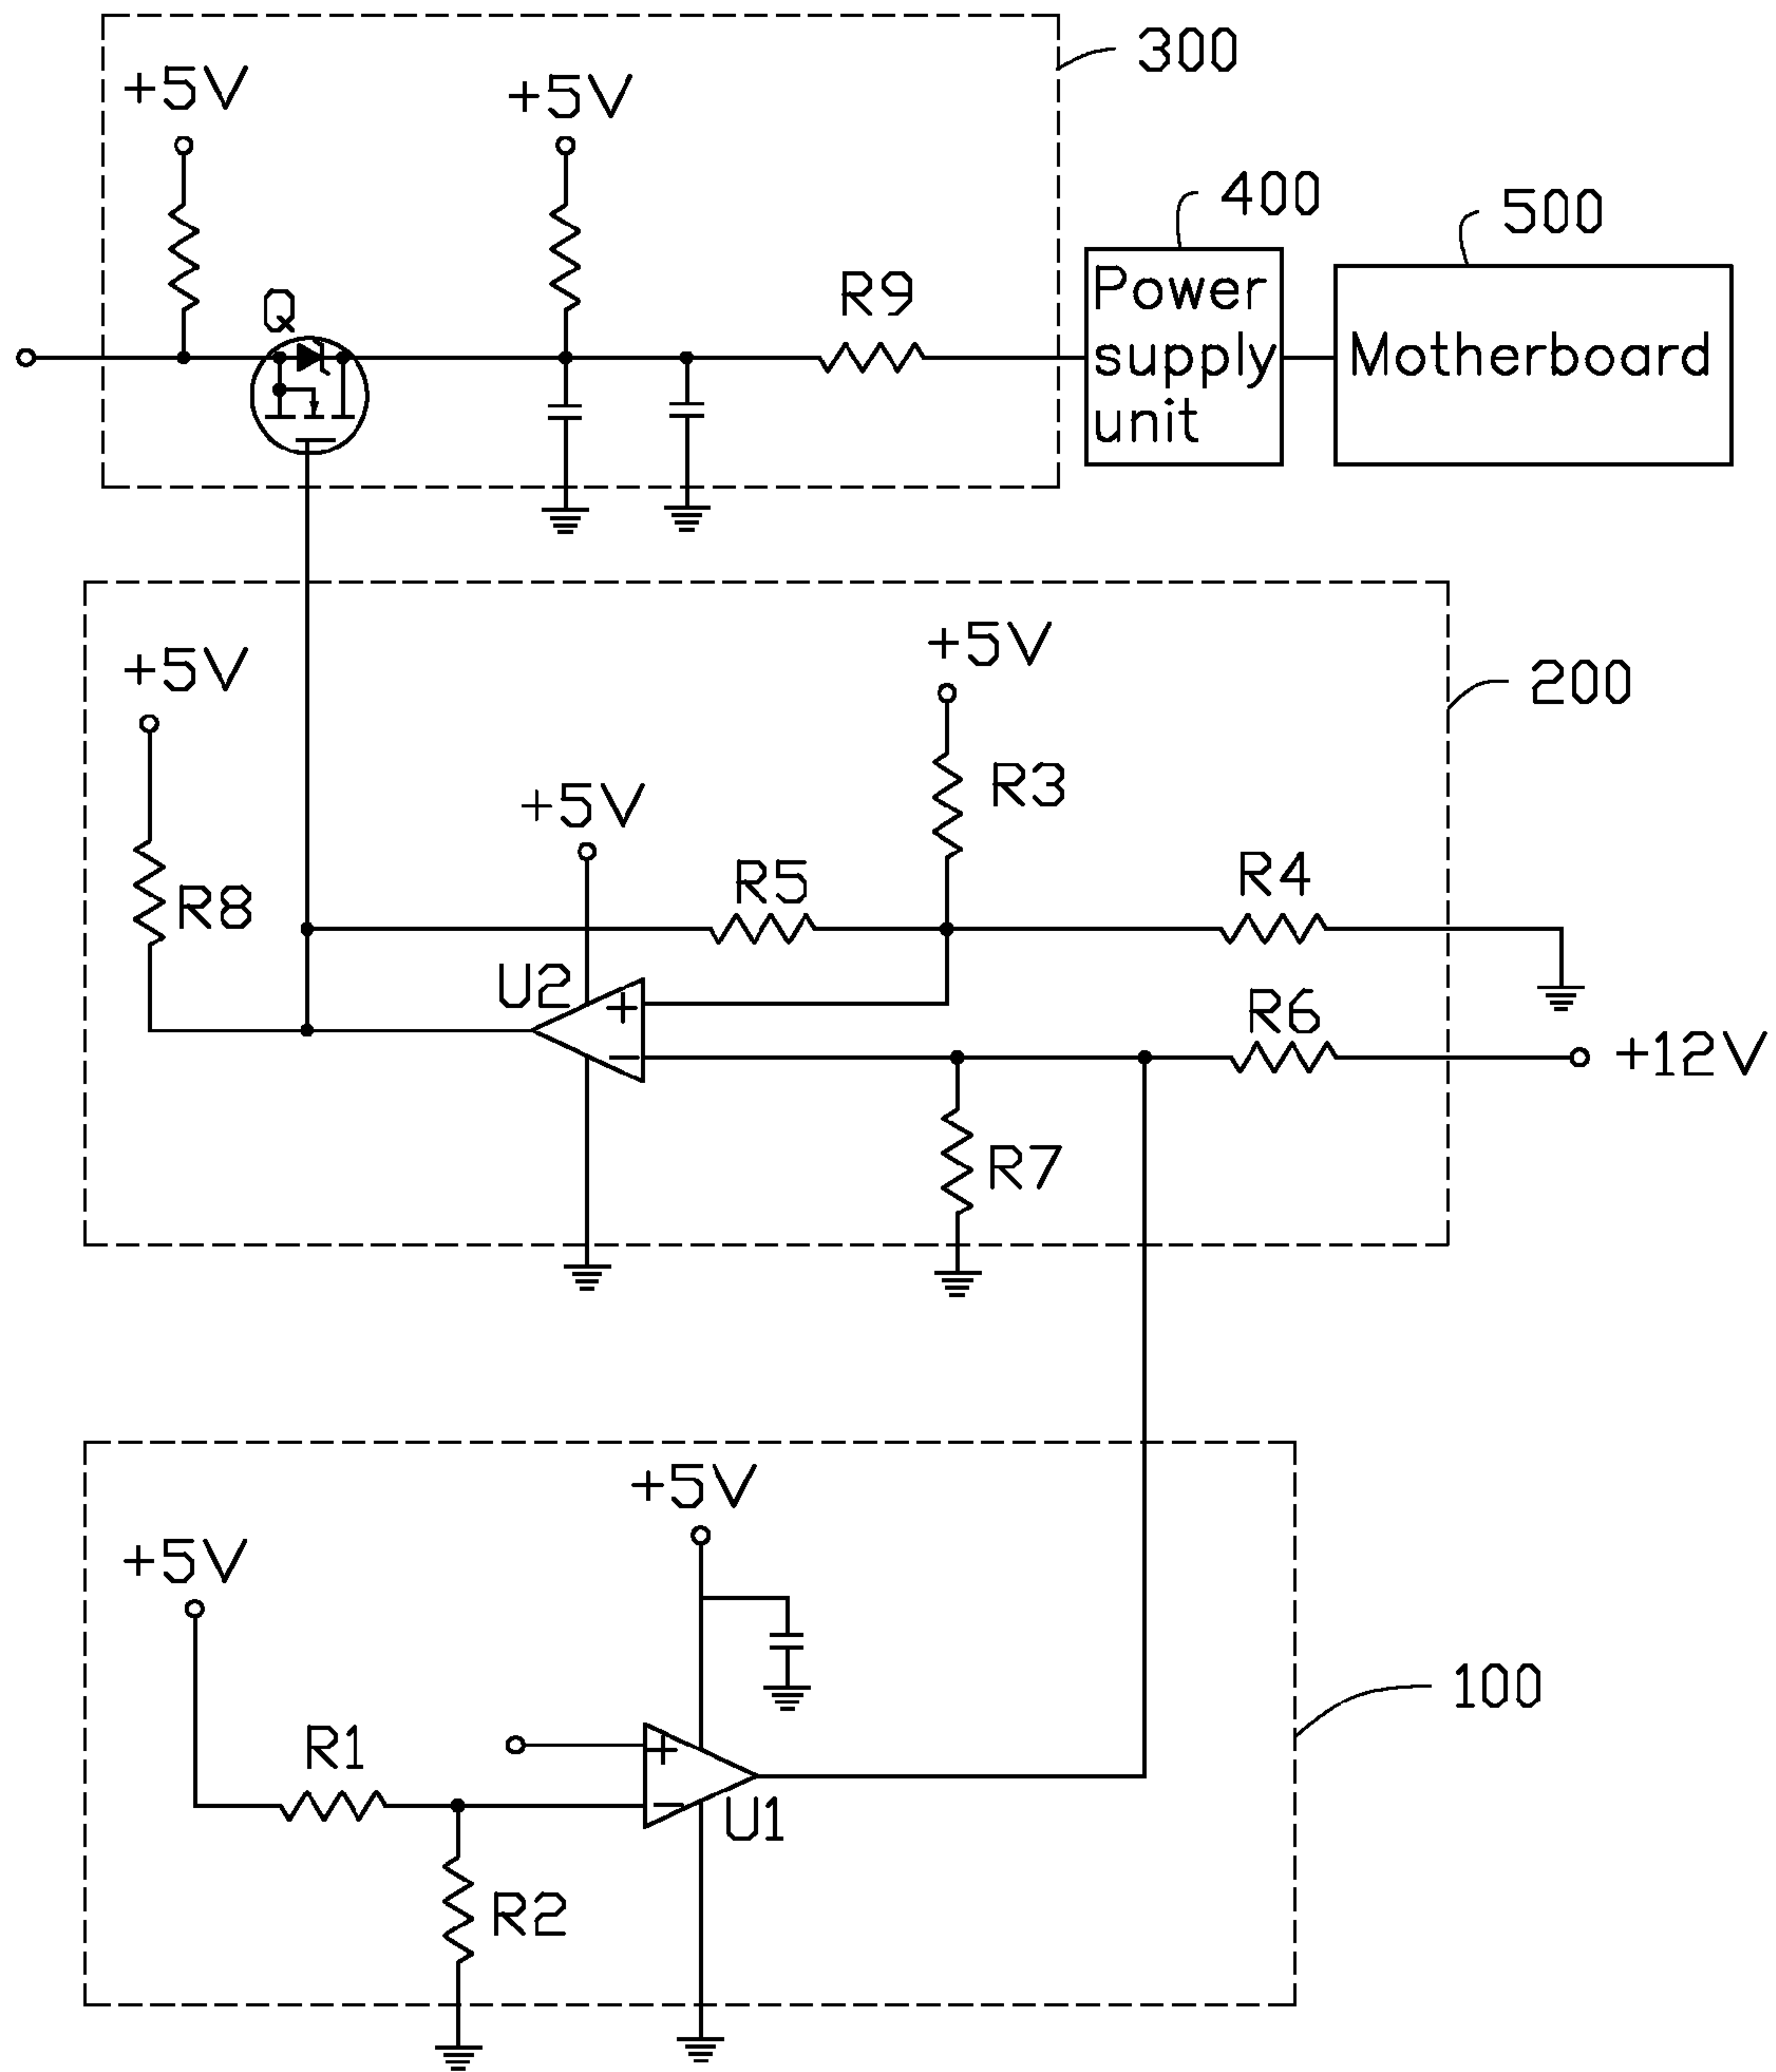 300
+5V
+5V
400
500
Q
R9
Power
supply
unit
Motherboard
200
+5V
+5V
+5V
R3
R5
R4
R8
U2
+
−
R6
+12V
R7
+5V
+5V
100
R1
+
−
U1
R2